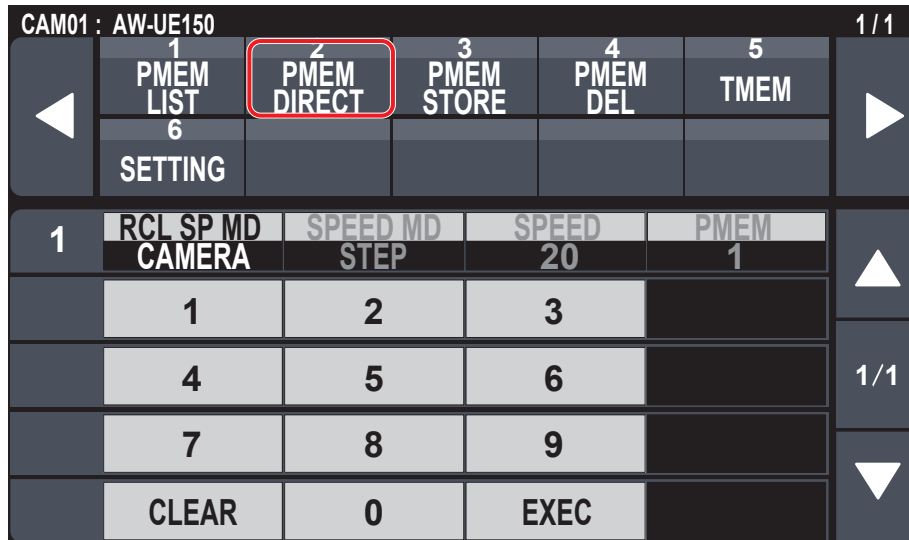 CAM01 : AW-UE150 1 / 1
1 2 3 4 5
PMEM LIST PMEM DIRECT PMEM STORE PMEM DEL TMEM
6
SETTING
1 RCL SP MD SPEED MD SPEED PMEM
CAMERA STEP 20 1
1 2 3
4 5 6 1/1
7 8 9
CLEAR 0 EXEC